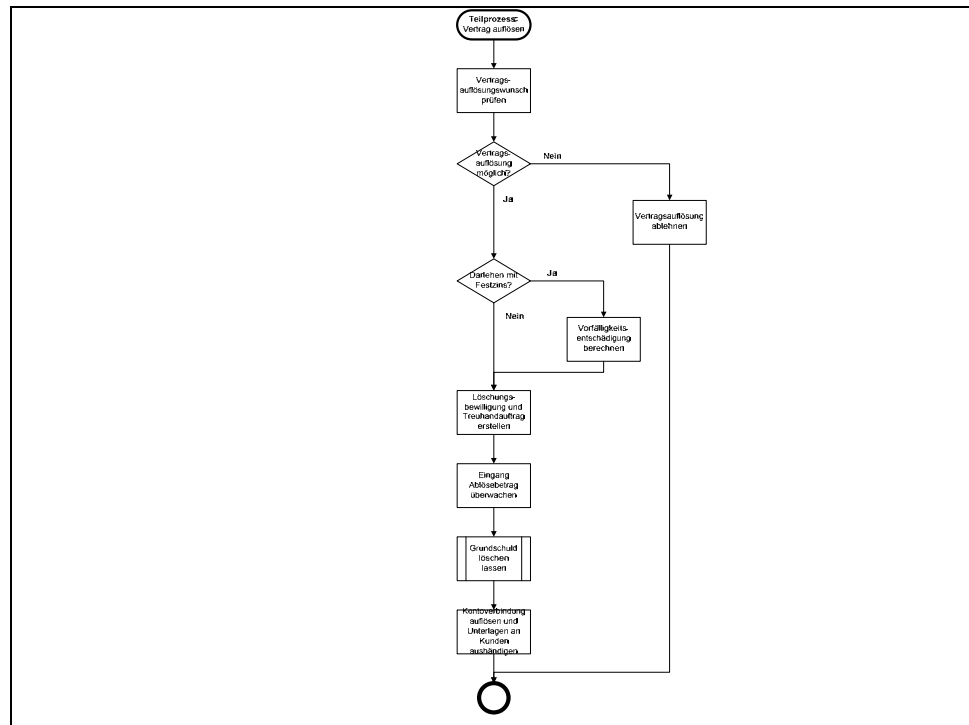 Teilprozess:
Vertrag auflösen
Vertrags-
auflösungswunsch
prüfen
Vertrags-
auflösung
möglich?
Nein
Ja
Vertragsauflösung
ablehnen
Darlehen mit
Festzins?
Ja
Nein
Vorfälligkeits-
entschädigung
berechnen
Löschungs-
bewilligung und
Treuhandauftrag
erstellen
Eingang
Ablösebetrag
überwachen
Grundschuld
löschen
lassen
Kontoverbindung
auflösen und
Unterlagen an
Kunden
aushändigen